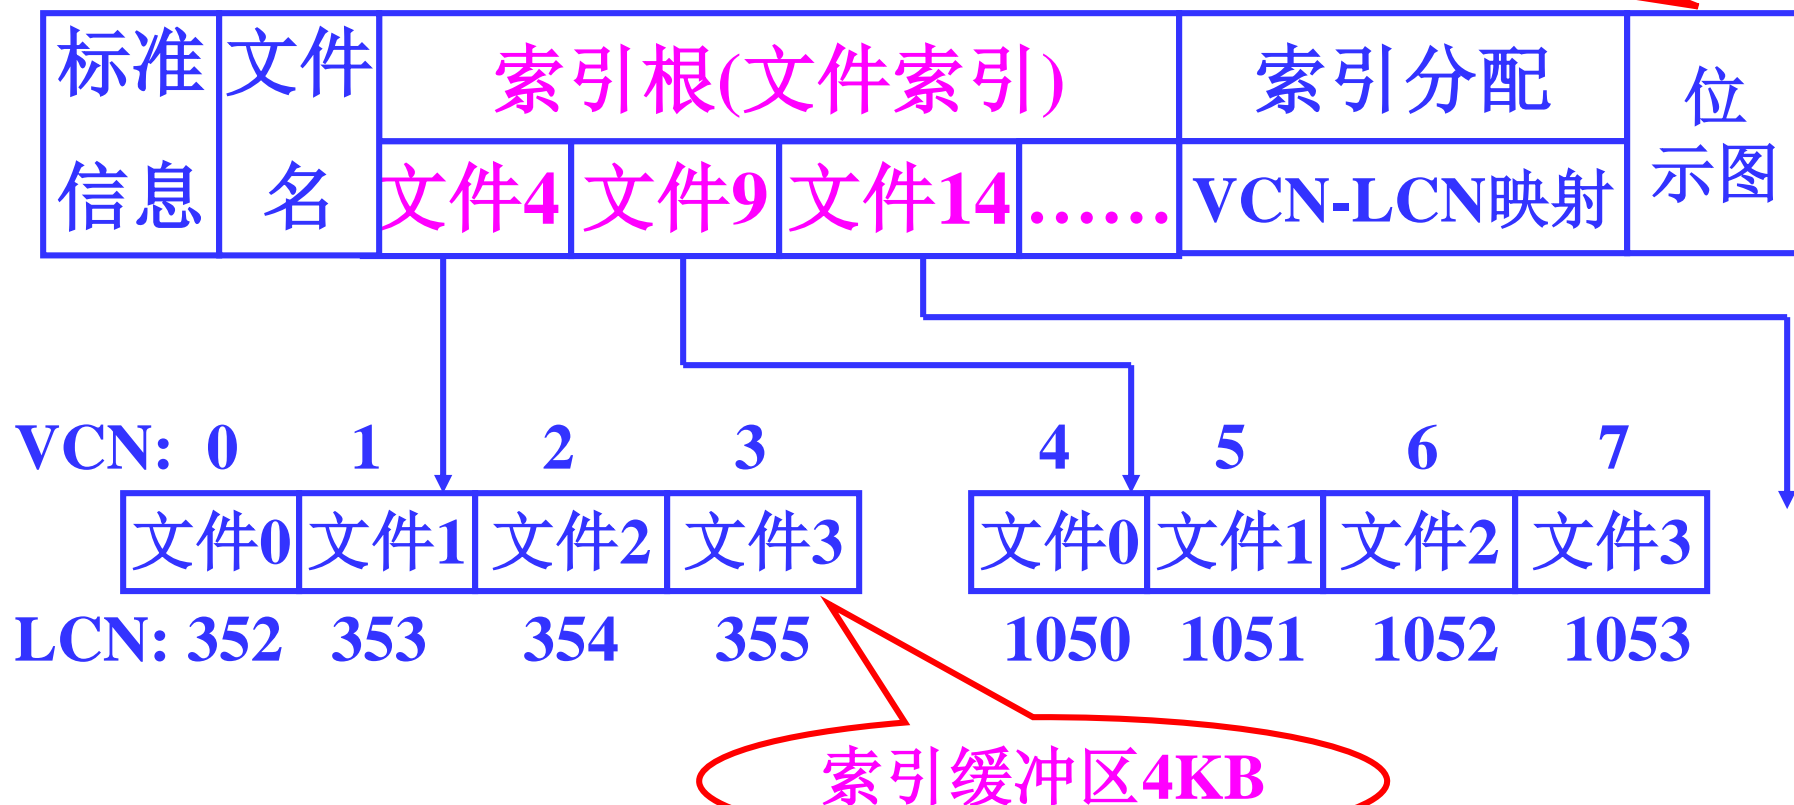 标准 文件 索引根(文件索引) 索引分配 位
信息 名 文件4 文件9 文件14 …… VCN-LCN映射 示图
VCN: 0 1 2 3 4 5 6 7
文件0 文件1 文件2 文件3 文件0 文件1 文件2 文件3
LCN: 352 353 354 355 1050 1051 1052 1053
索引缓冲区4KB